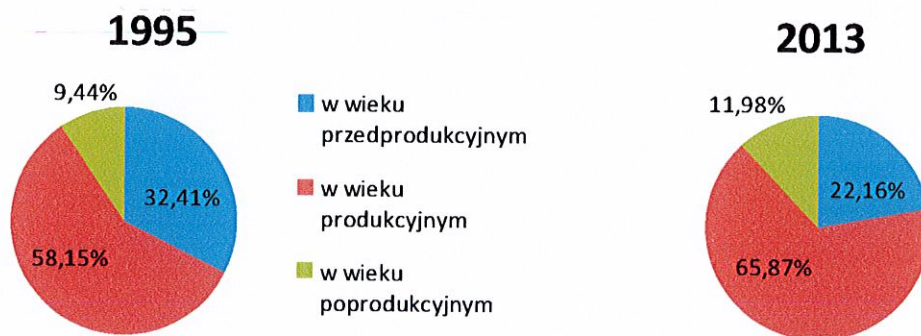 1995
9,44%
32,41%
58,15%
w wieku
przedprodukcyjnym
w wieku
produkcyjnym
w wieku
poprodukcyjnym
2013
11,98%
22,16%
65,87%